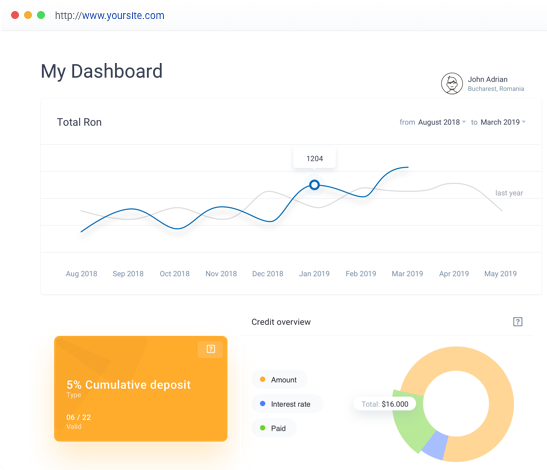 http://www.yoursite.com
My Dashboard
John Adrian
Bucharest, Romania
Total Ron
from August 2018 to March 2019
1204
last year
Aug 2018 Sep 2018 Oct 2018 Nov 2018 Dec 2018 Jan 2019 Feb 2019 Mar 2019 Apr 2019 May 2019
Credit overview
?
?
5% Cumulative deposit
Type
06 / 22
Valid
Amount
Interest rate
Paid
Total: $16.000